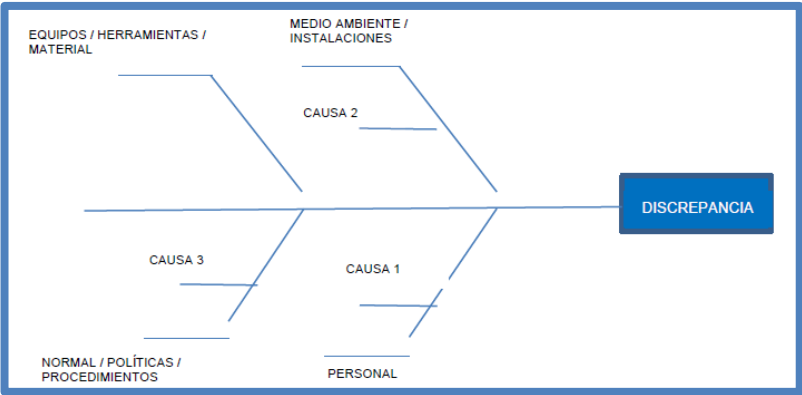 EQUIPOS / HERRAMIENTAS /
MATERIAL
MEDIO AMBIENTE /
INSTALACIONES
CAUSA 2
DISCREPANCIA
CAUSA 3
CAUSA 1
NORMAL / POLÍTICAS /
PROCEDIMIENTOS
PERSONAL